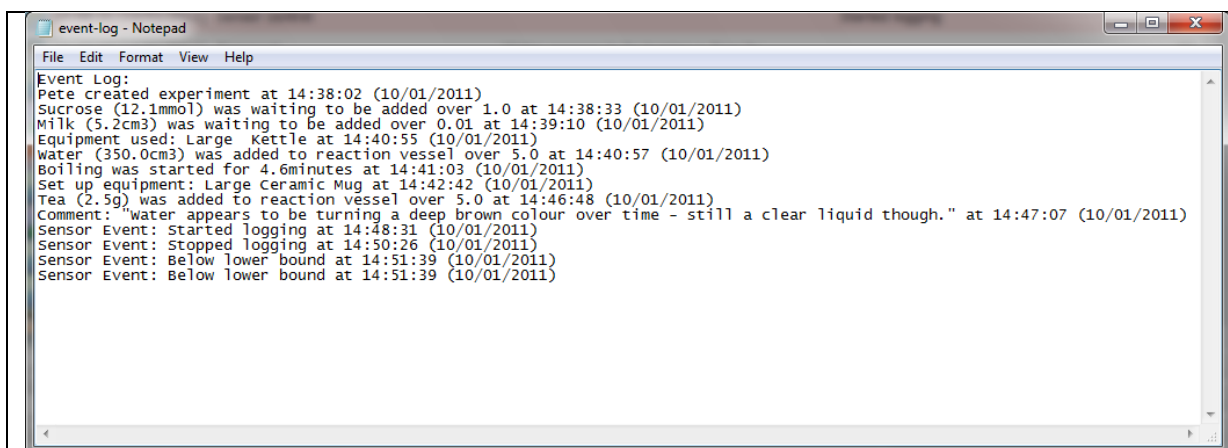 event-log - Notepad
File Edit Format View Help
Event Log:
Pete created experiment at 14:38:02 (10/01/2011)
Sucrose (12.1mmol) was waiting to be added over 1.0 at 14:38:33 (10/01/2011)
Milk (5.2cm3) was waiting to be added over 0.01 at 14:39:10 (10/01/2011)
Equipment used: Large  Kettle at 14:40:55 (10/01/2011)
Water (350.0cm3) was added to reaction vessel over 5.0 at 14:40:57 (10/01/2011)
Boiling was started for 4.6minutes at 14:41:03 (10/01/2011)
Set up equipment: Large Ceramic Mug at 14:42:42 (10/01/2011)
Tea (2.5g) was added to reaction vessel over 5.0 at 14:46:48 (10/01/2011)
Comment: "Water appears to be turning a deep brown colour over time - still a clear liquid though." at 14:47:07 (10/01/2011)
Sensor Event: Started logging at 14:48:31 (10/01/2011)
Sensor Event: Stopped logging at 14:50:26 (10/01/2011)
Sensor Event: Below lower bound at 14:51:39 (10/01/2011)
Sensor Event: Below lower bound at 14:51:39 (10/01/2011)